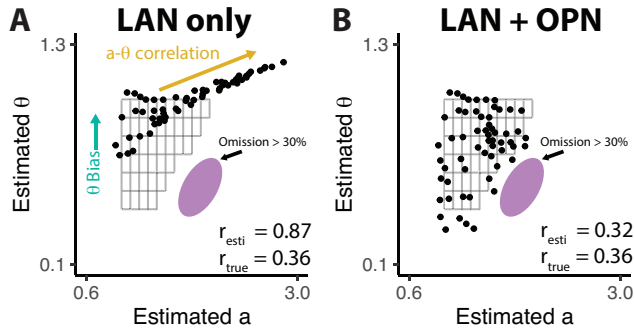 A
LAN only
a-θ correlation
1.3
Estimated θ
θ Bias
Omission > 30%
r_esti = 0.87
r_true = 0.36
0.1
0.6
3.0
Estimated a
B
LAN + OPN
1.3
Estimated θ
Omission > 30%
r_esti = 0.32
r_true = 0.36
0.1
0.6
3.0
Estimated a